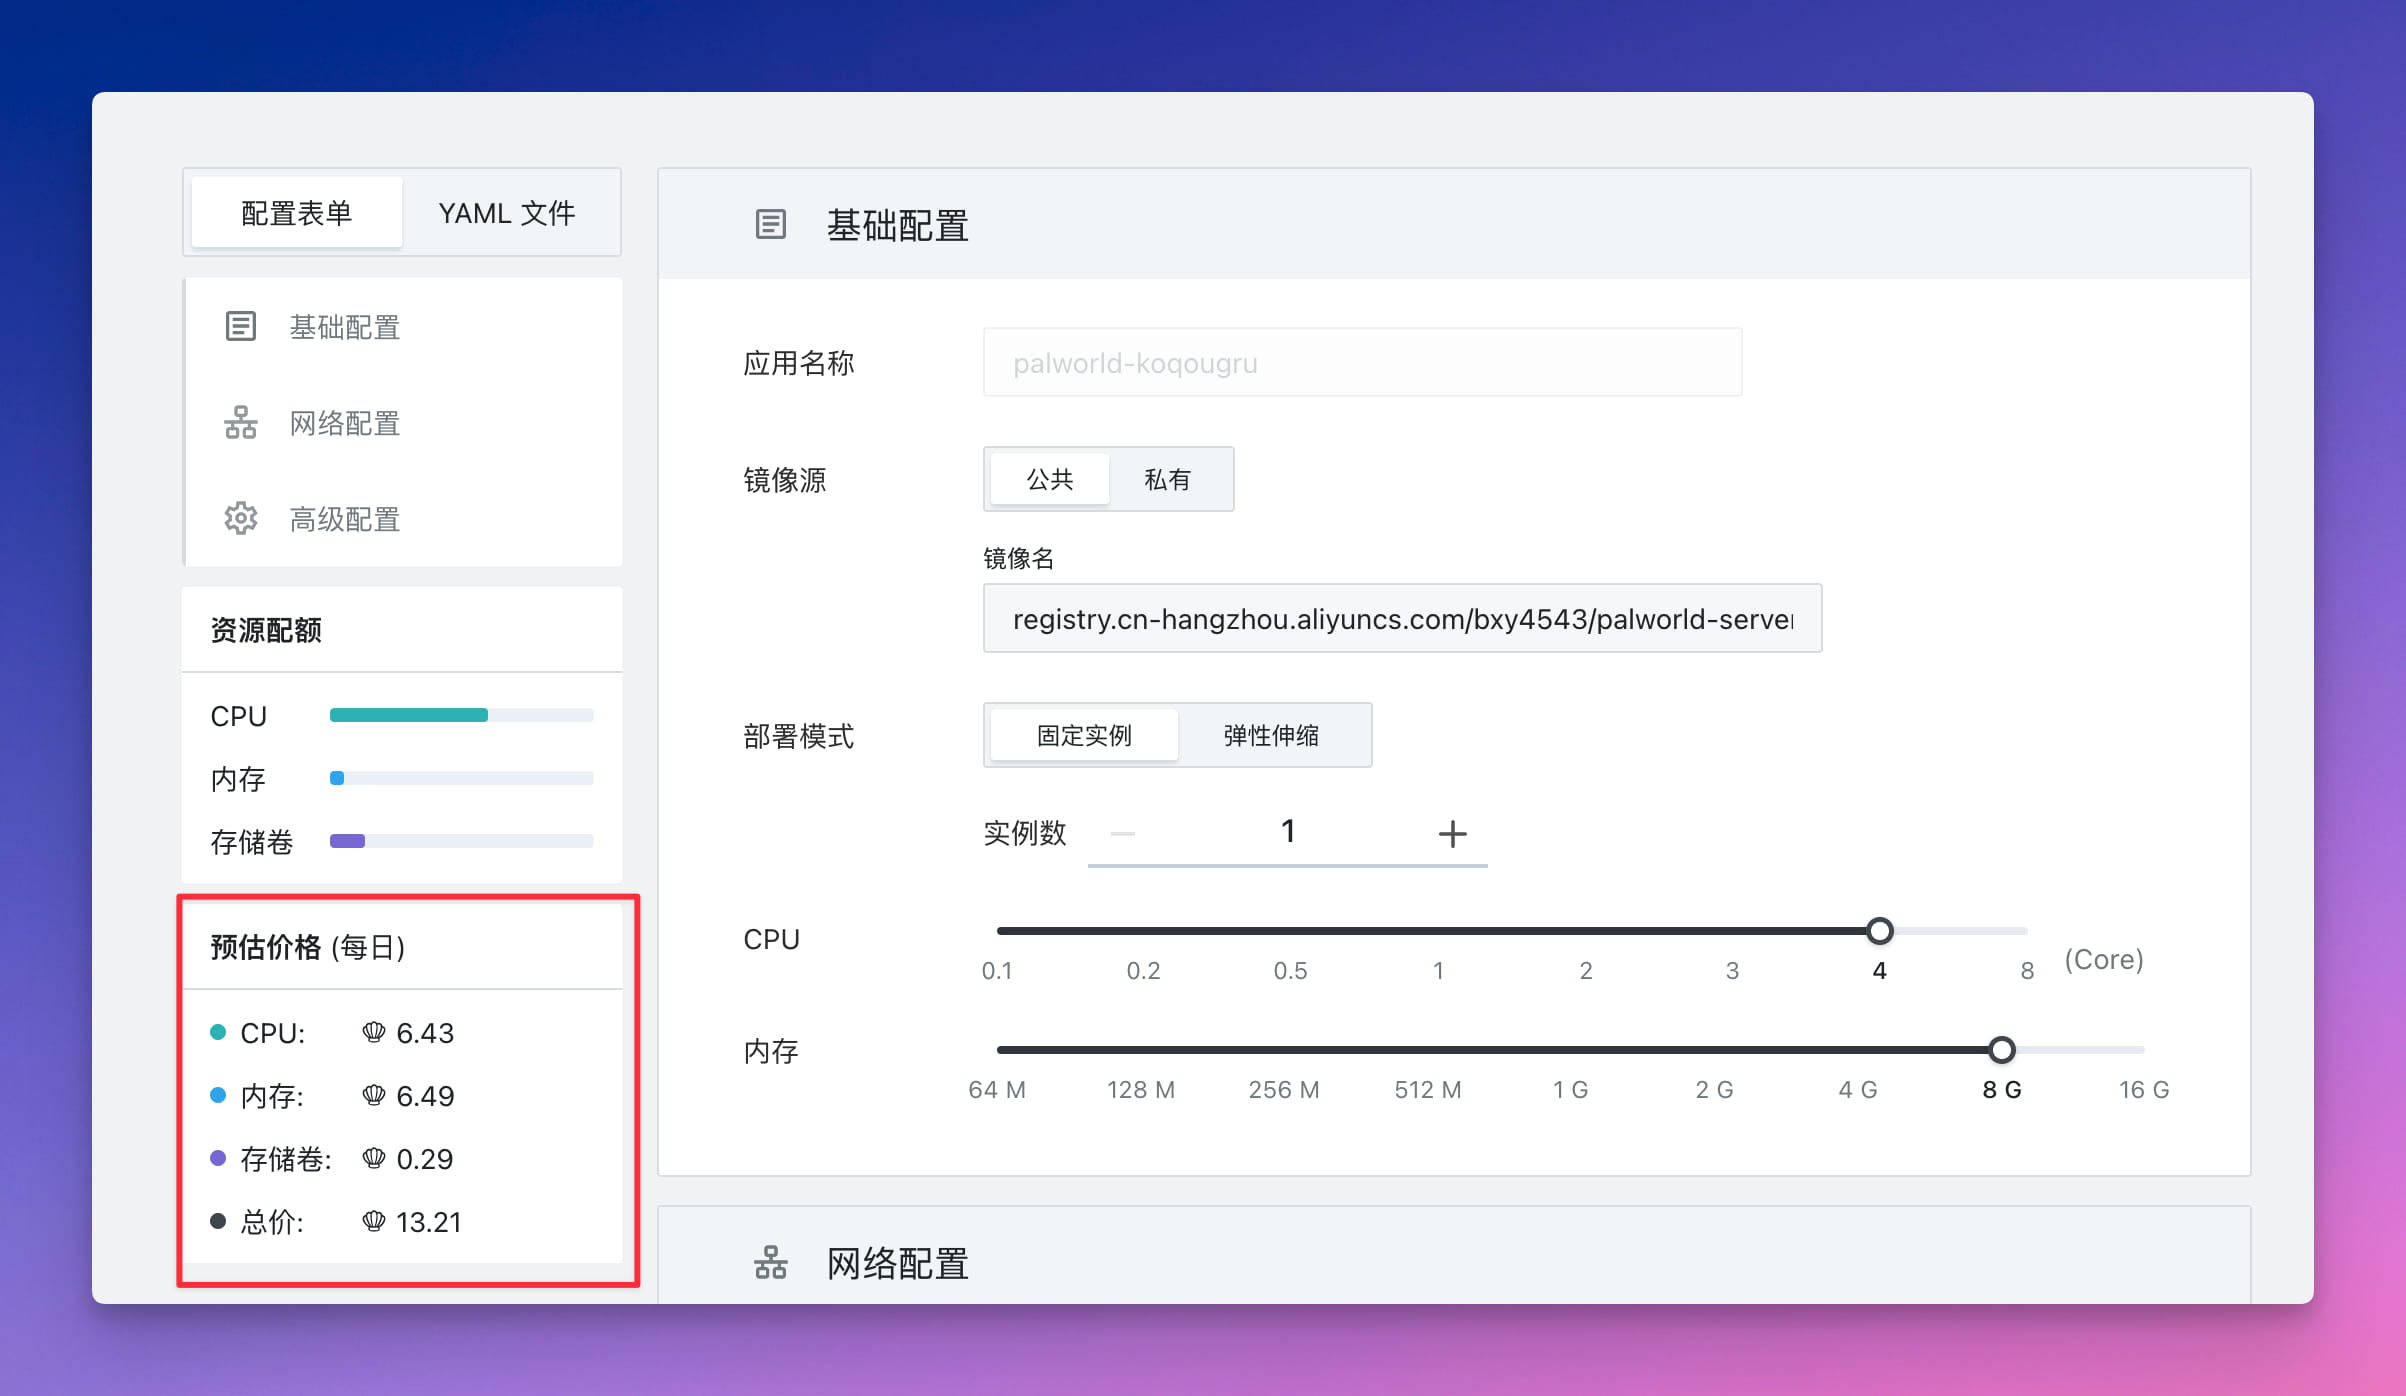 配置表单
YAML 文件
基础配置
网络配置
高级配置
资源配额
CPU
内存
存储卷
预估价格 (每日)
CPU: 6.43
内存: 6.49
存储卷: 0.29
总价: 13.21
基础配置
应用名称
palworld-koqougru
镜像源
公共
私有
镜像名
registry.cn-hangzhou.aliyuncs.com/bxy4543/palworld-server
部署模式
固定实例
弹性伸缩
实例数
1
CPU
0.1 0.2 0.5 1 2 3 4 8 (Core)
内存
64 M 128 M 256 M 512 M 1 G 2 G 4 G 8 G 16 G
网络配置